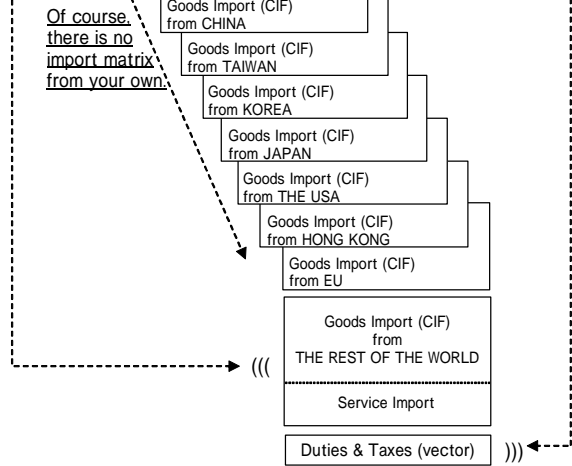 Of course,
there is no
import matrix
from your own.
Goods Import (CIF)
from CHINA
Goods Import (CIF)
from TAIWAN
Goods Import (CIF)
from KOREA
Goods Import (CIF)
from JAPAN
Goods Import (CIF)
from THE USA
Goods Import (CIF)
from HONG KONG
Goods Import (CIF)
from EU
Goods Import (CIF)
from
THE REST OF THE WORLD
(((
Service Import
Duties & Taxes (vector)
)))